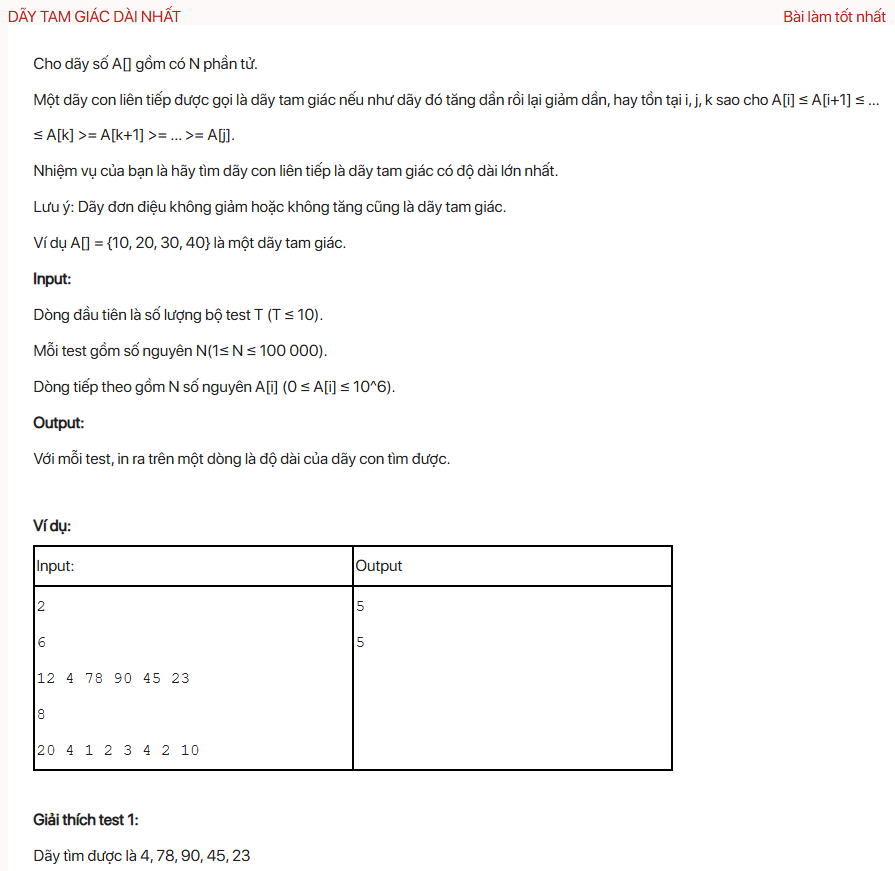 DÃY TAM GIÁC DÀI NHẤT
Bài làm tốt nhất
Cho dãy số A[] gồm có N phần tử.
Một dãy con liên tiếp được gọi là dãy tam giác nếu như dãy đó tăng dần rồi lại giảm dần, hay tồn tại i, j, k sao cho A[i] ≤ A[i+1] ≤ ...
≤ A[k] >= A[k+1] >= ... >= A[j].
Nhiệm vụ của bạn là hãy tìm dãy con liên tiếp là dãy tam giác có độ dài lớn nhất.
Lưu ý: Dãy đơn điệu không giảm hoặc không tăng cũng là dãy tam giác.
Ví dụ A[] = {10, 20, 30, 40} là một dãy tam giác.
Input:
Dòng đầu tiên là số lượng bộ test T (T ≤ 10).
Mỗi test gồm số nguyên N(1≤ N ≤ 100 000).
Dòng tiếp theo gồm N số nguyên A[i] (0 ≤ A[i] ≤ 10^6).
Output:
Với mỗi test, in ra trên một dòng là độ dài của dãy con tìm được.
Ví dụ:
Input:
Output
2
6
12 4 78 90 45 23
8
20 4 1 2 3 4 2 10
5
5
Giải thích test 1:
Dãy tìm được là 4, 78, 90, 45, 23